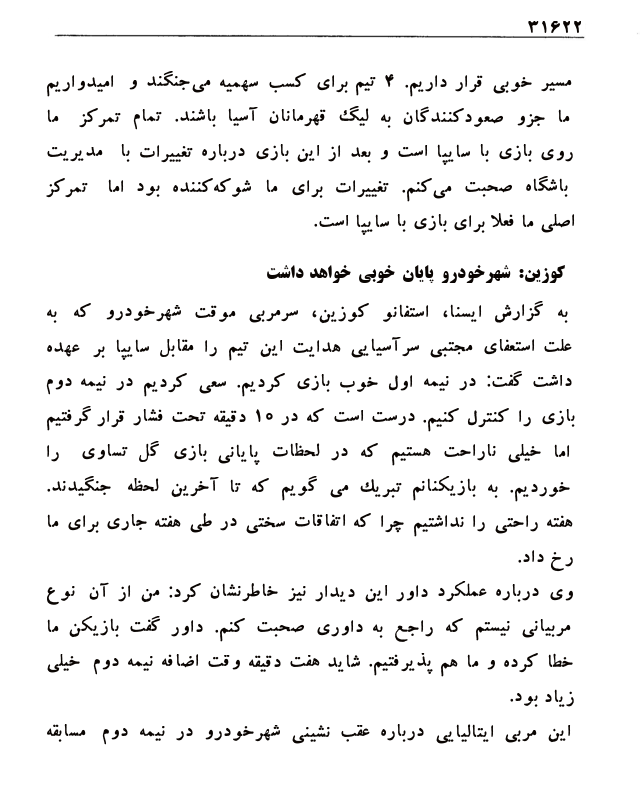 ۳۱۶۲۲
مسیر خوبی قرار داریم. ۴ تیم برای کسب سهمیه می‌جنگند و امیدواریم
ما جزو صعودکنندگان به لیگ قهرمانان آسیا باشند. تمام تمرکز ما
روی بازی با سایپا است و بعد از این بازی درباره تغییرات با مدیریت
باشگاه صحبت می‌کنم. تغییرات برای ما شوکه‌کننده بود اما تمرکز
اصلی ما فعلا برای بازی با سایپا است.
کوزین: شهرخودرو پایان خوبی خواهد داشت
به گزارش ایسنا، استفانو کوزین، سرمربی موقت شهرخودرو که به
علت استعفای مجتبی سرآسیایی هدایت این تیم را مقابل سایپا بر عهده
داشت گفت: در نیمه اول خوب بازی کردیم. سعی کردیم در نیمه دوم
بازی را کنترل کنیم. درست است که در ۱۵ دقیقه تحت فشار قرار گرفتیم
اما خیلی ناراحت هستیم که در لحظات پایانی بازی گل تساوی را
خوردیم. به بازیکنانم تبریک می گویم که تا آخرین لحظه جنگیدند.
هفته راحتی را نداشتیم چرا که اتفاقات سختی در طی هفته جاری برای ما
رخ داد.
وی درباره عملکرد داور این دیدار نیز خاطرنشان کرد: من از آن نوع
مربیانی نیستم که راجع به داوری صحبت کنم. داور گفت بازیکن ما
خطا کرده و ما هم پذیرفتیم. شاید هفت دقیقه وقت اضافه نیمه دوم خیلی
زیاد بود.
این مربی ایتالیایی درباره عقب نشینی شهرخودرو در نیمه دوم مسابقه